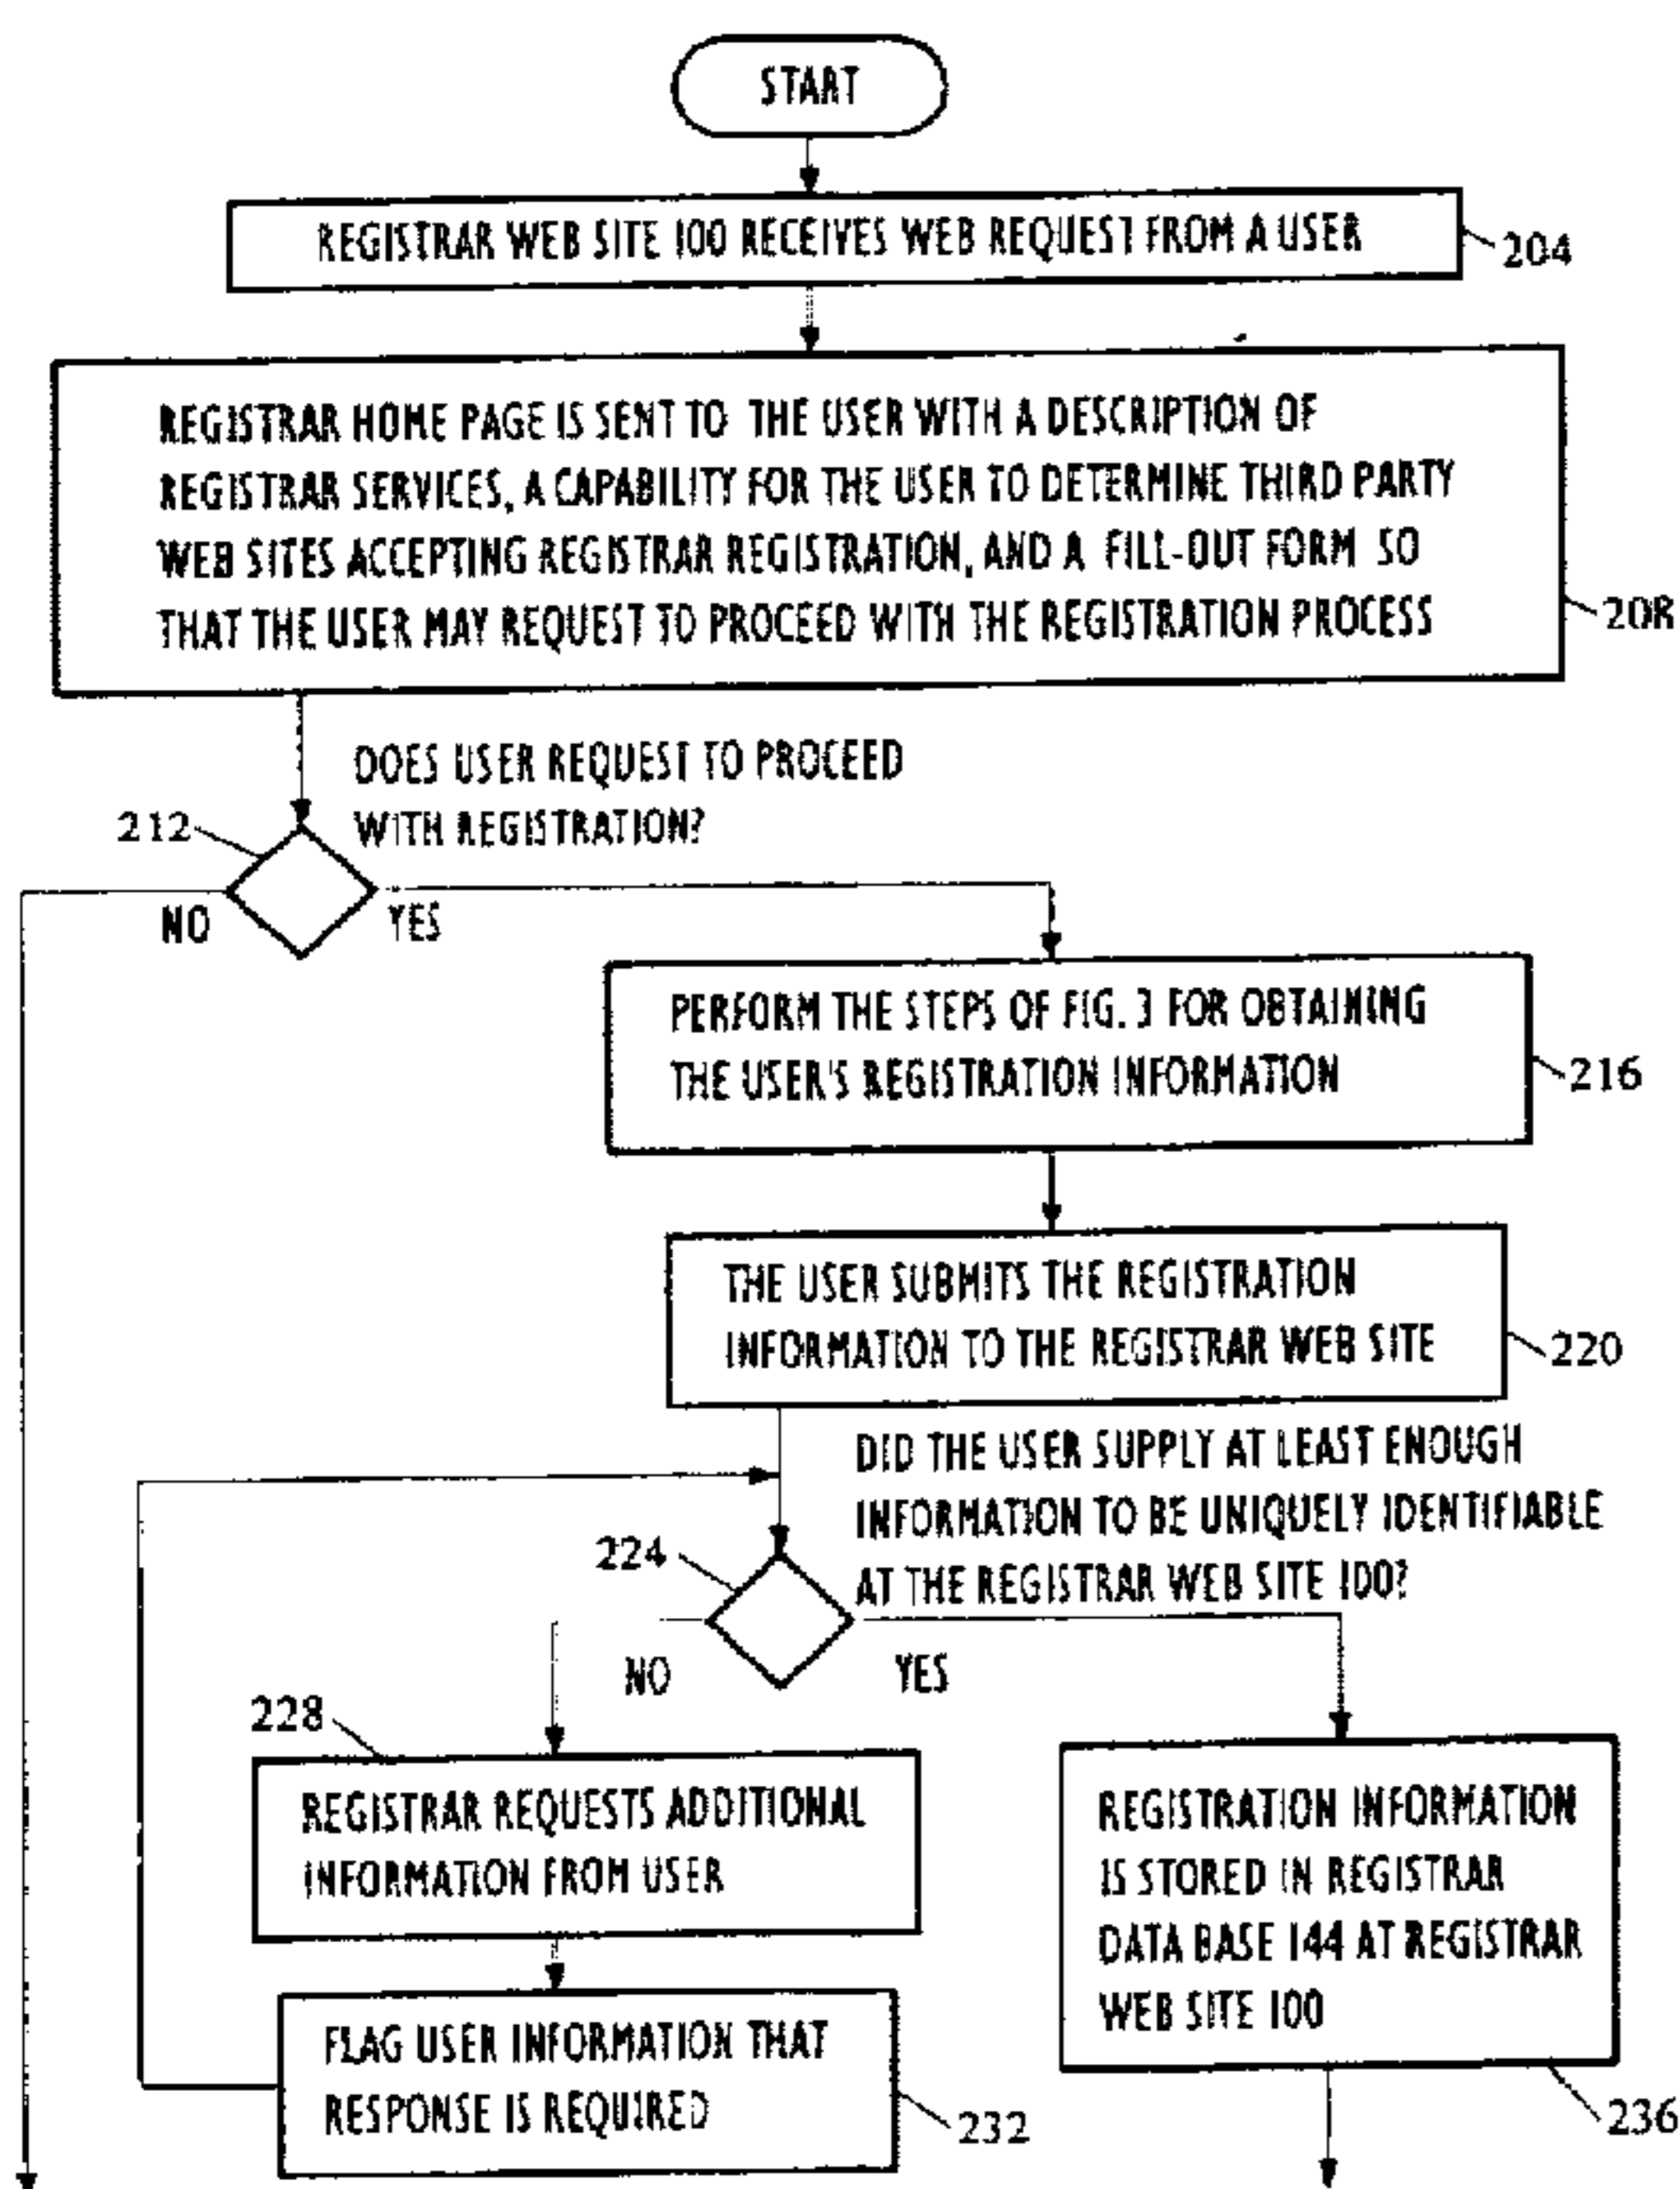 START
REGISTRAR WEB SITE 100 RECEIVES WEB REQUEST FROM A USER
204
REGISTRAR HOME PAGE IS SENT TO THE USER WITH A DESCRIPTION OF
REGISTRAR SERVICES, A CAPABILITY FOR THE USER TO DETERMINE THIRD PARTY
WEB SITES ACCEPTING REGISTRAR REGISTRATION, AND A FILL-OUT FORM SO
THAT THE USER MAY REQUEST TO PROCEED WITH THE REGISTRATION PROCESS
208
DOES USER REQUEST TO PROCEED
WITH REGISTRATION?
212
NO
YES
PERFORM THE STEPS OF FIG. 3 FOR OBTAINING
THE USER'S REGISTRATION INFORMATION
216
THE USER SUBMITS THE REGISTRATION
INFORMATION TO THE REGISTRAR WEB SITE
220
DID THE USER SUPPLY AT LEAST ENOUGH
INFORMATION TO BE UNIQUELY IDENTIFIABLE
AT THE REGISTRAR WEB SITE 100?
224
NO
YES
228
REGISTRAR REQUESTS ADDITIONAL
INFORMATION FROM USER
REGISTRATION INFORMATION
IS STORED IN REGISTRAR
DATA BASE 144 AT REGISTRAR
WEB SITE 100
236
FLAG USER INFORMATION THAT
RESPONSE IS REQUIRED
232